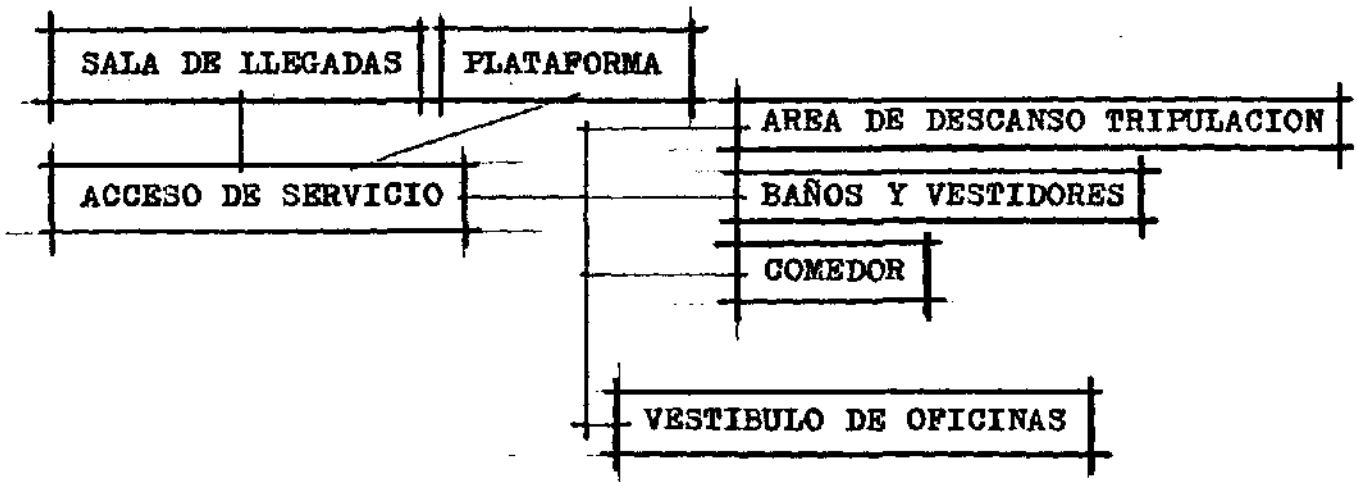 SALA DE LLEGADAS PLATAFORMA
AREA DE DESCANSO TRIPULACION
ACCESO DE SERVICIO BAÑOS Y VESTIDORES
COMEDOR
VESTIBULO DE OFICINAS